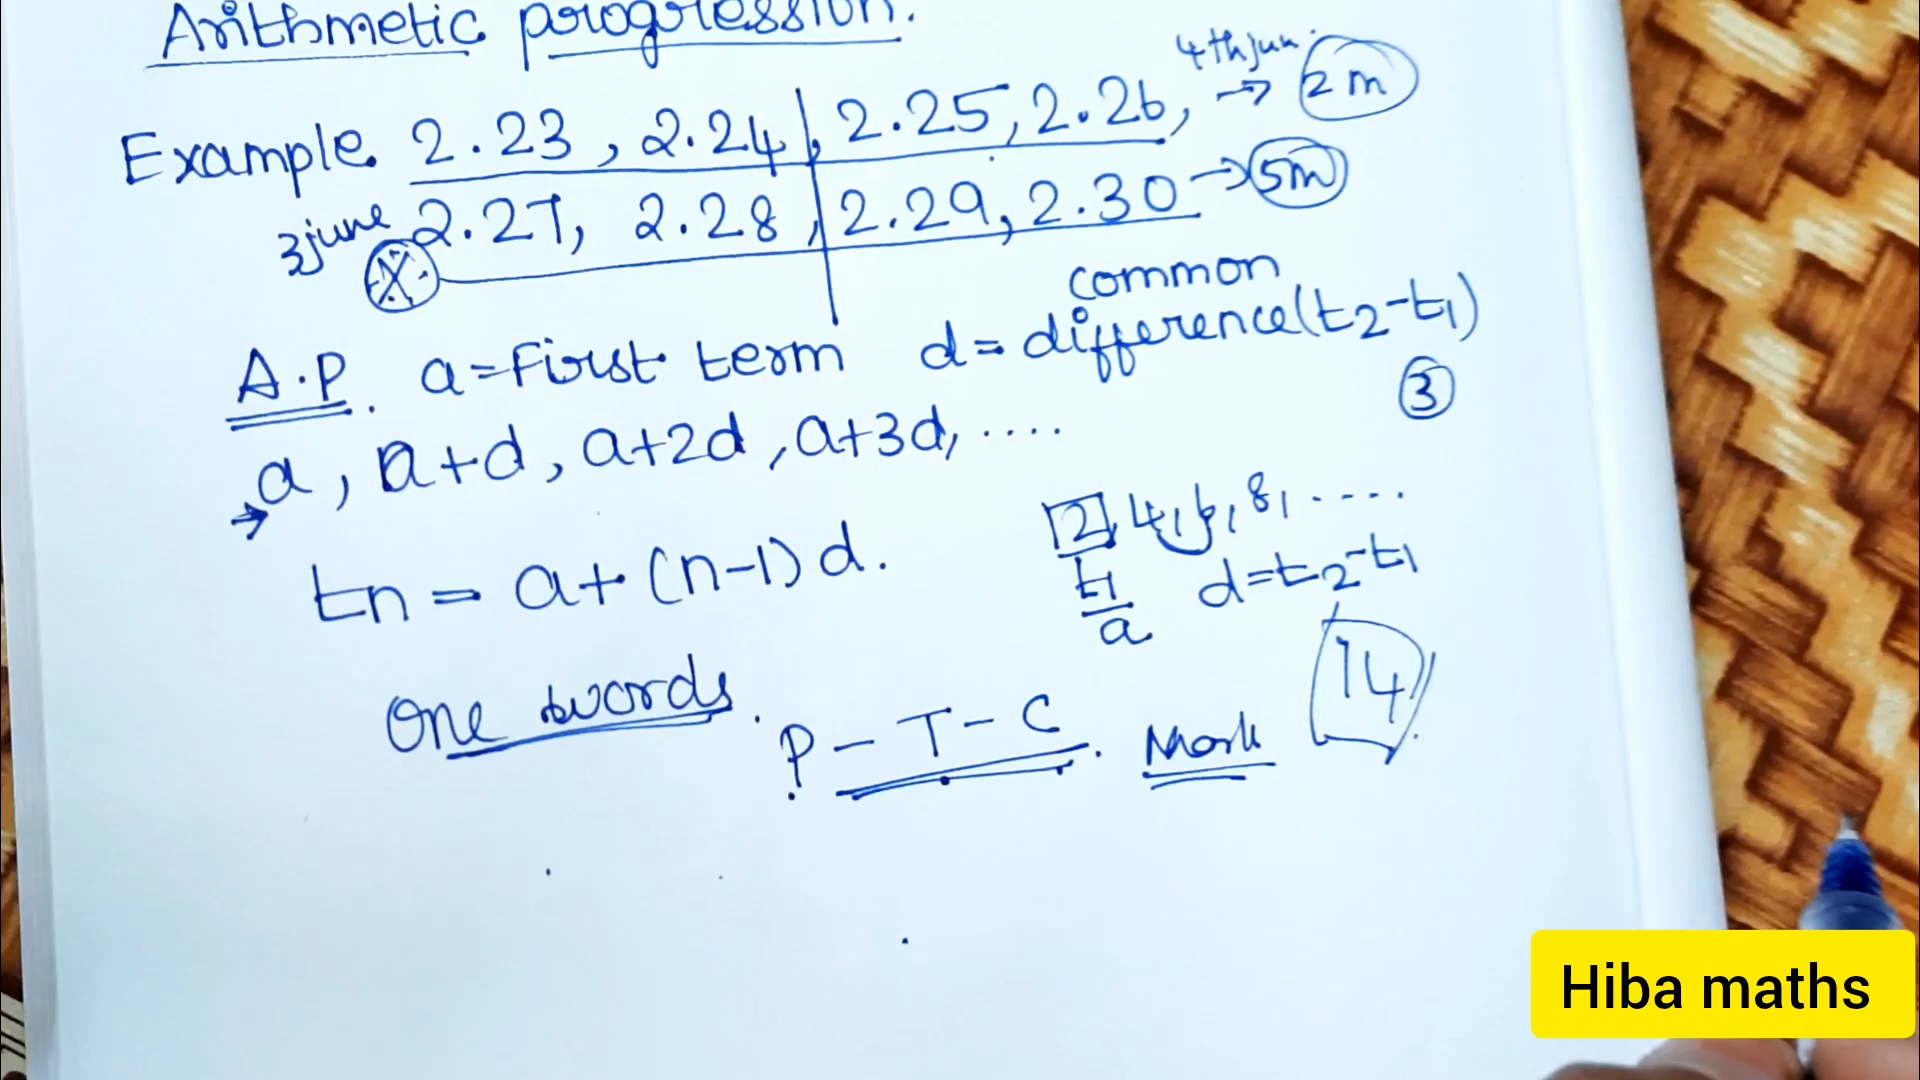 Arithmetic progression.
4th jun.
Example. 2.23, 2.24, 2.25, 2.26, → 2m
3 june 2.27, 2.28, 2.29, 2.30 → 5m
X
A.P. a=First term d= common difference(t2-t1)
3
→ a, a+d, a+2d, a+3d, ....
2, 4, 6, 8, .....
tn = a+(n-1)d.
t1
a
d=t2-t1
One words.
P-T-C. Mark 14
Hiba maths